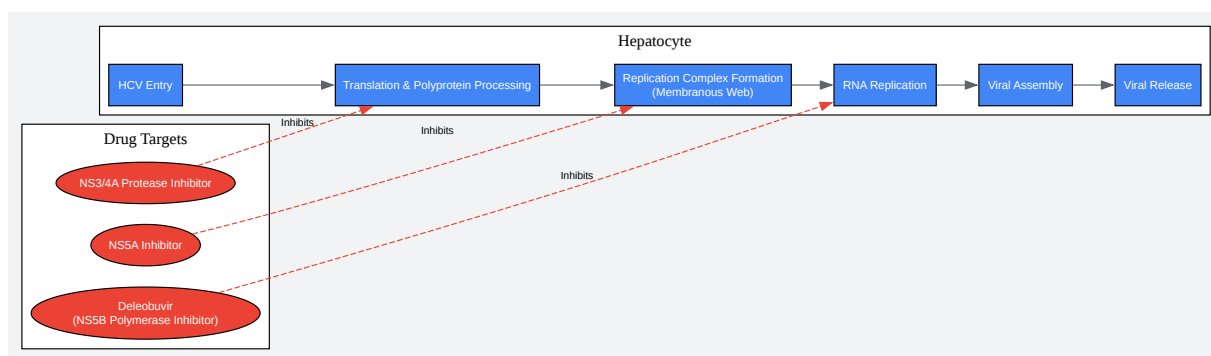 Hepatocyte
HCV Entry
Translation & Polyprotein Processing
Replication Complex Formation
(Membranous Web)
RNA Replication
Viral Assembly
Viral Release
Drug Targets
Inhibits
Inhibits
Inhibits
NS3/4A Protease Inhibitor
NS5A Inhibitor
Deleobuvir
(NS5B Polymerase Inhibitor)